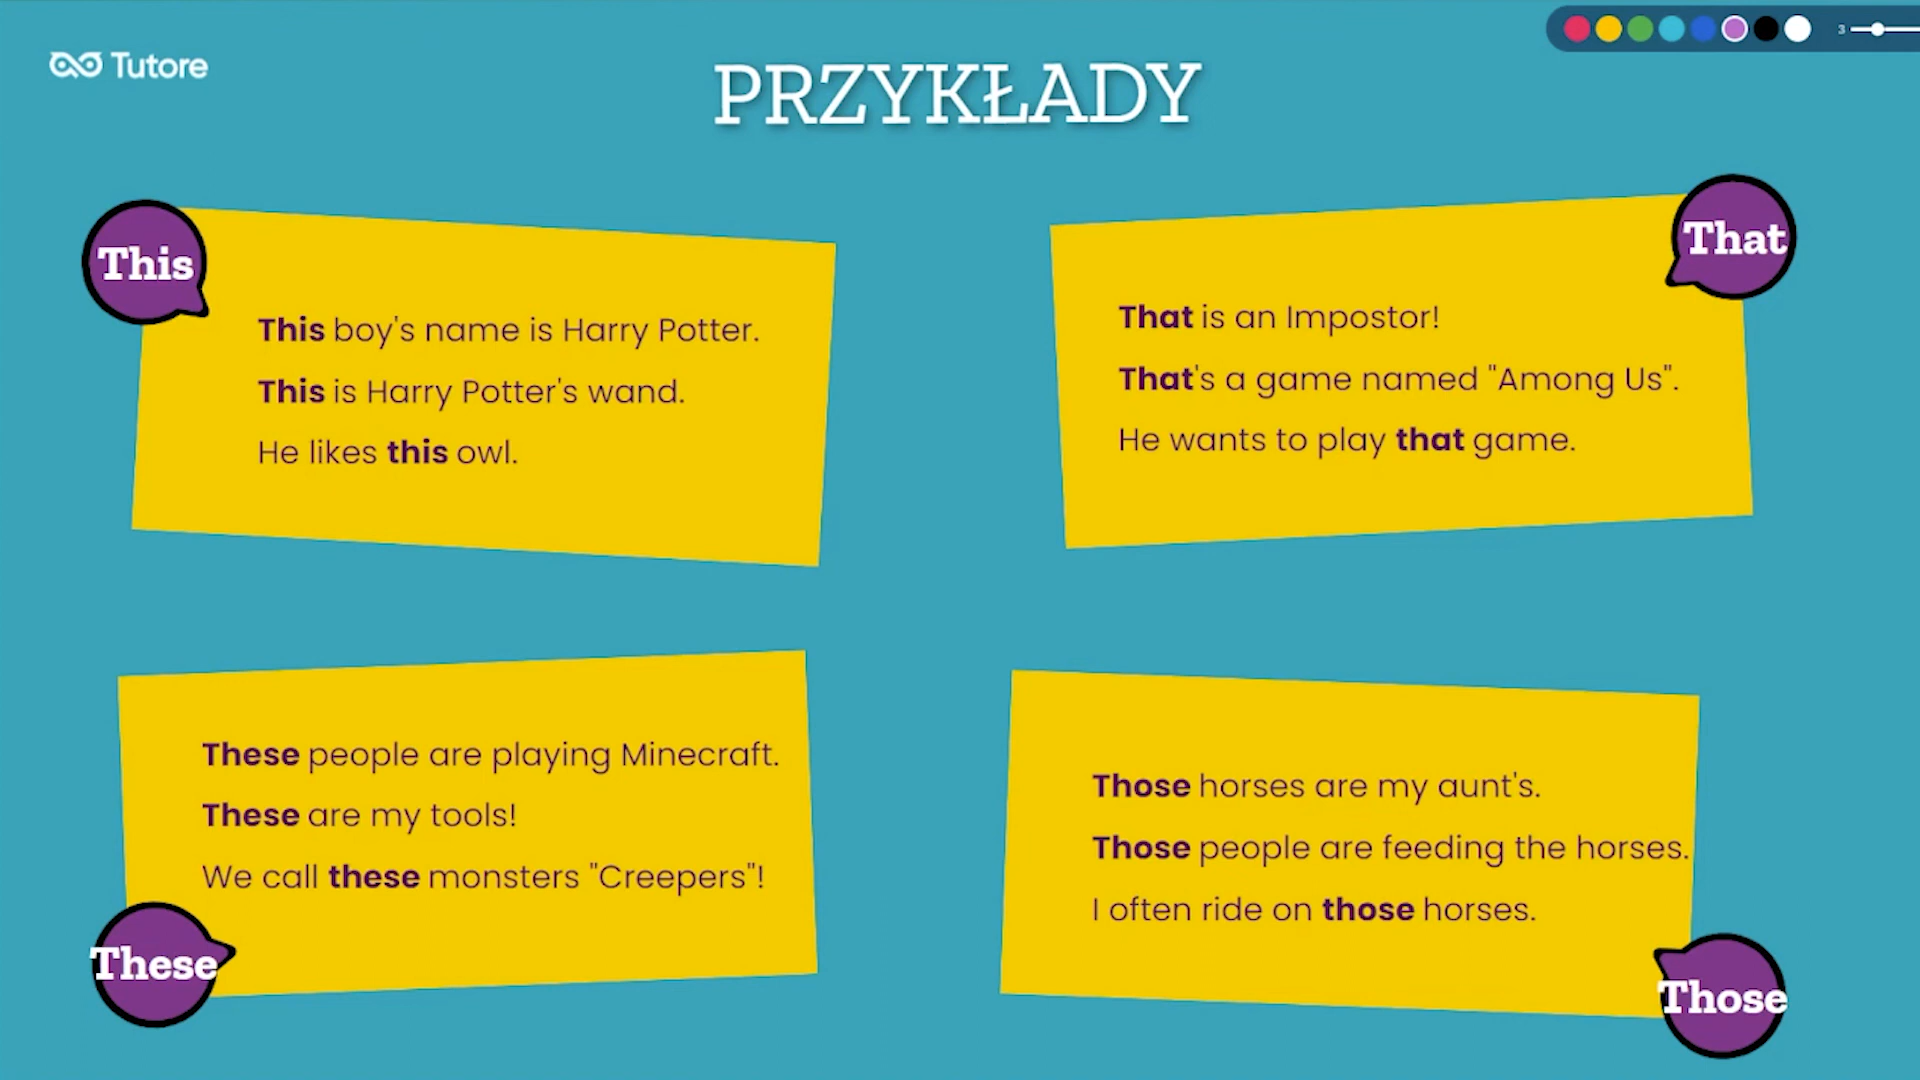 Tutore
3
PRZYKŁADY
This
This boy's name is Harry Potter.
This is Harry Potter's wand.
He likes this owl.
That
That is an Impostor!
That's a game named "Among Us".
He wants to play that game.
These people are playing Minecraft.
These are my tools!
We call these monsters "Creepers"!
These
Those horses are my aunt's.
Those people are feeding the horses.
I often ride on those horses.
Those